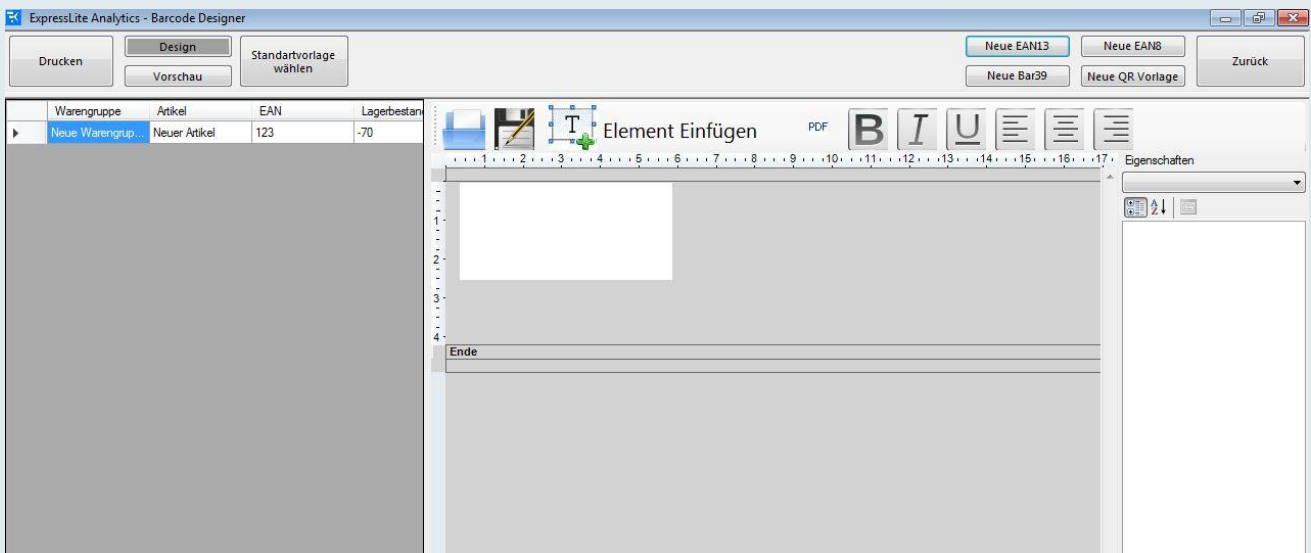 ExpressLite Analytics - Barcode Designer
Drucken
Design
Vorschau
Standartvorlage
wählen
Neue EAN13
Neue EAN8
Neue Bar39
Neue QR Vorlage
Zurück
Warengruppe Artikel EAN Lagerbestan
Neue Warengrup... Neuer Artikel 123 -70
T Element Einfügen PDF B I U
1 2 3 4 5 6 7 8 9 10 11 12 13 14 15 16 17
Eigenschaften
A
Z
1
2
3
4
Ende